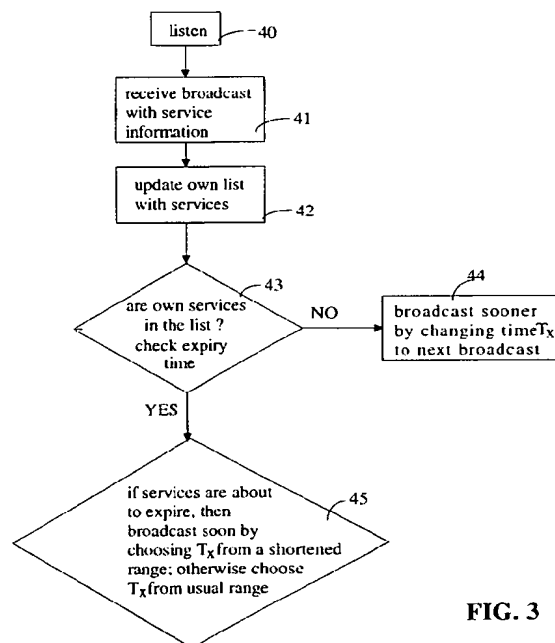 listen
40
receive broadcast
with service
information
41
update own list
with services
42
43
are own services
in the list ?
check expiry
time
NO
44
broadcast sooner
by changing timeTx
to next broadcast
YES
45
if services are about
to expire, then
broadcast soon by
choosing Tx from a shortened
range; otherwise choose
Tx from usual range
FIG. 3